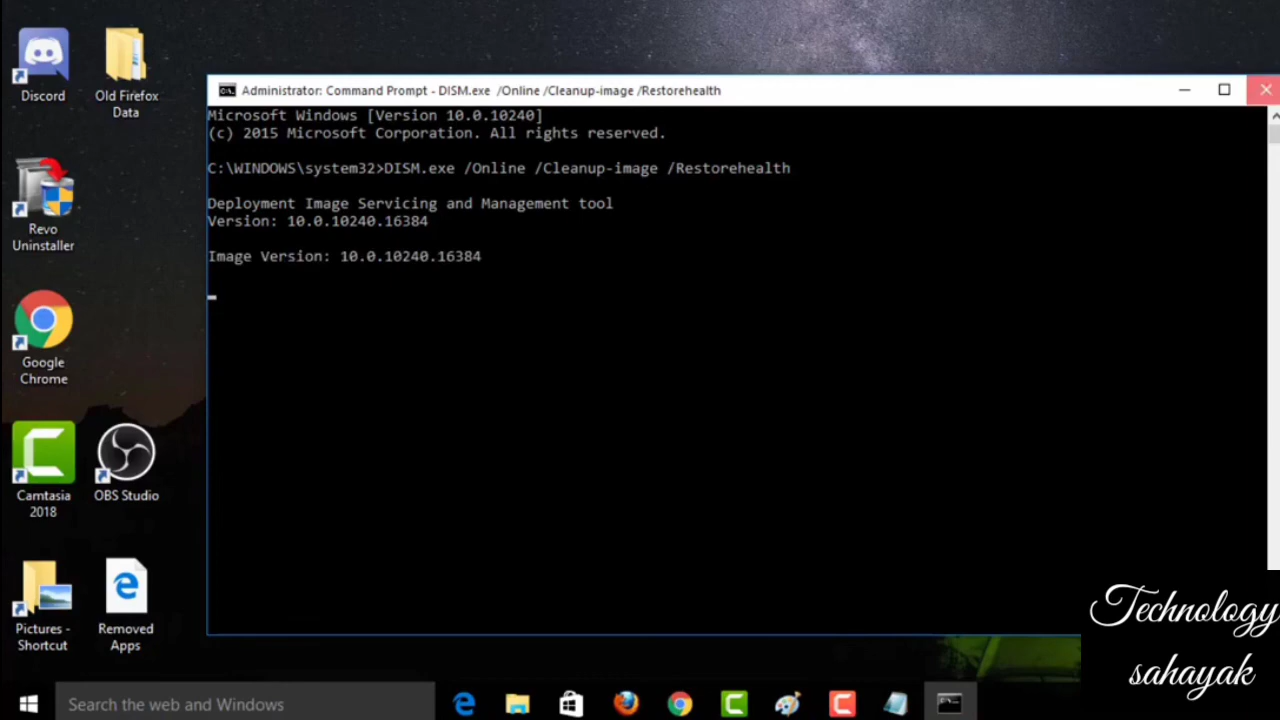 Discord
Old Firefox
Data
Administrator: Command Prompt - DISM.exe /Online /Cleanup-image /Restorehealth
Microsoft Windows [Version 10.0.10240]
(c) 2015 Microsoft Corporation. All rights reserved.
C:\WINDOWS\system32>DISM.exe /Online /Cleanup-image /Restorehealth
Deployment Image Servicing and Management tool
Version: 10.0.10240.16384
Image Version: 10.0.10240.16384
Revo
Uninstaller
Google
Chrome
Camtasia
2018
OBS Studio
Pictures -
Shortcut
Removed
Apps
Technology
sahayak
Search the web and Windows